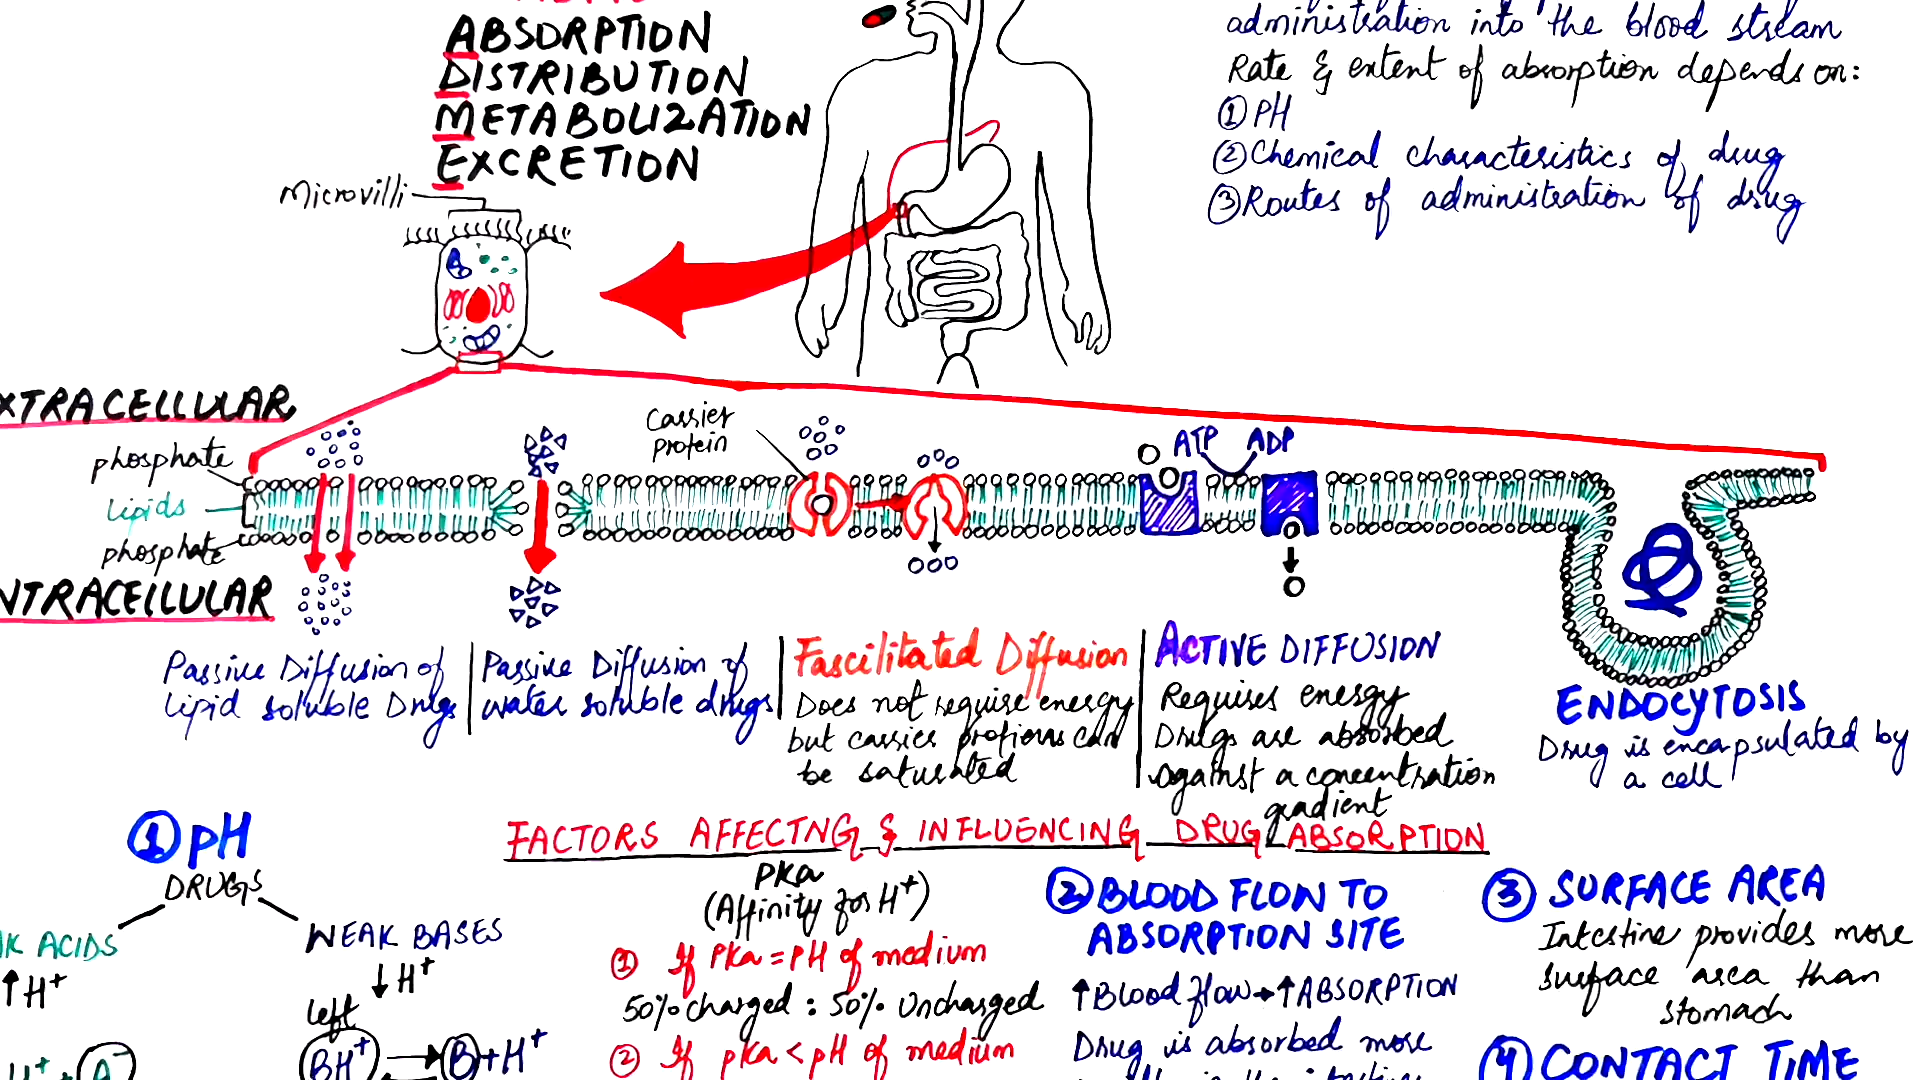 ABSORPTION
DISTRIBUTION
METABOLIZATION
EXCRETION
administration into the blood stream
Rate & extent of absorption depends on:
① PH
② Chemical characteristics of drug
③ Routes of administration of drug
Microvilli
XTRACELLULAR
phosphate
Lipids
phosphate
NTRACELLULAR
Carrier
protein
ATP
ADP
Passive Diffusion of
Lipid soluble Drugs
Passive Diffusion of
water soluble drugs
Fascilitated Diffusion
Does not require energy
but carrier
can
be saturated
ACTIVE DIFFUSION
Requires energy
Drugs are absorbed
against a concentration
gradient
ENDOCYTOSIS
Drug is encapsulated by
a cell
FACTORS AFFECTNG & INFLUENCING DRUG ABSORPTION
① pH
DRUGS
AK ACIDS
↑H+
WEAK BASES
↓H+
left
H+ + A-
BH+ → B + H+
PKa
(Affinity for H+)
① If PKa = PH of medium
50% charged : 50% Uncharged
② If pKa < pH of medium
② BLOOD FLOW TO
ABSORPTION SITE
↑Blood flow → ↑ABSORPTION
Drug is absorbed more
③ SURFACE AREA
Intestine provides more
surface area than
stomach
④ CONTACT TIME